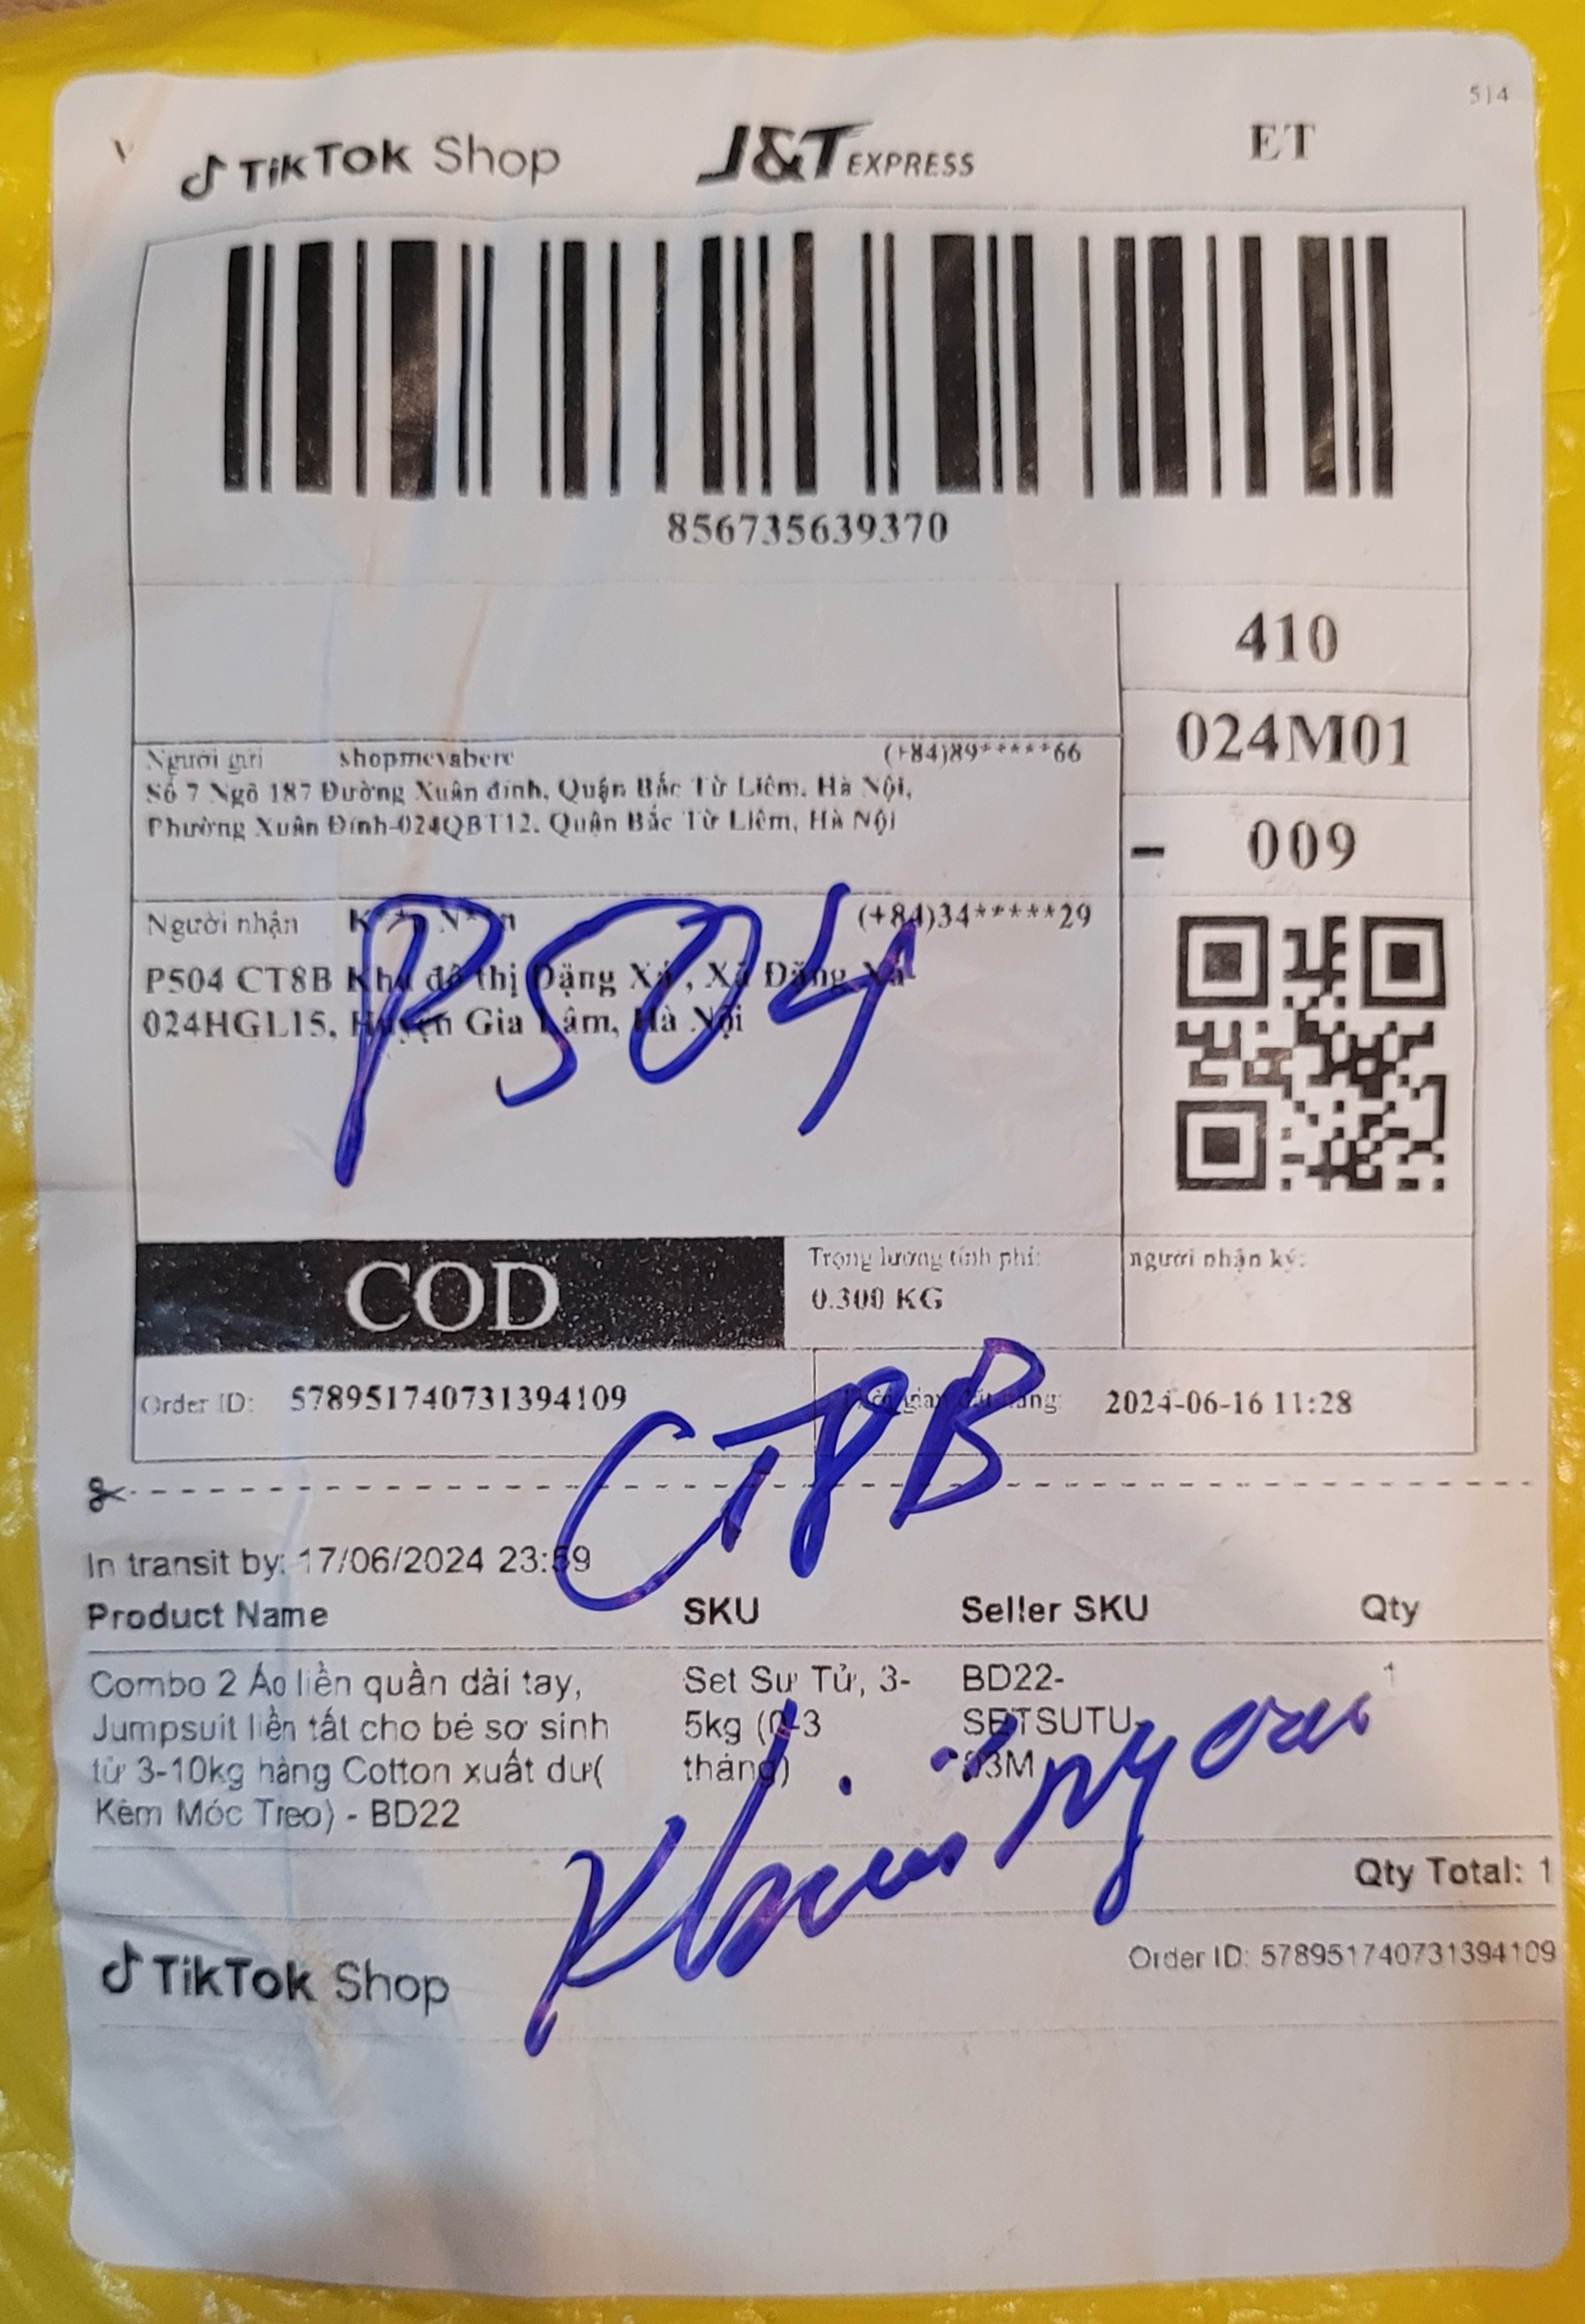 514
TikTok Shop J&T EXPRESS ET
856735639370
410
024M01
- 009
Người gửi shopmevabere (+84)89*****66
Số 7 Ngõ 187 Đường Xuân đỉnh, Quận Bắc Từ Liêm, Hà Nội,
Phường Xuân Đỉnh-024QBT12, Quận Bắc Từ Liêm, Hà Nội
Người nhận (+84)34*****29
P504 CT8B Khu đô thị Đặng Xá , Xã Đặng Xá-
024HGL15, Huyện Gia Lâm, Hà Nội
P504
COD
Trọng lượng tính phí:
0.300 KG
người nhận ký:
Order ID: 578951740731394109 Thời gian đặt hàng: 2024-06-16 11:28
CT8B
In transit by: 17/06/2024 23:59
Product Name SKU Seller SKU Qty
Combo 2 Áo liền quần dài tay, Set Sư Tử, 3- BD22- 1
Jumpsuit liền tất cho bé sơ sinh 5kg (0-3 SETSUTU
từ 3-10kg hàng Cotton xuất dư( tháng) 03M
Kèm Móc Treo) - BD22
Qty Total: 1
TikTok Shop Order ID: 578951740731394109